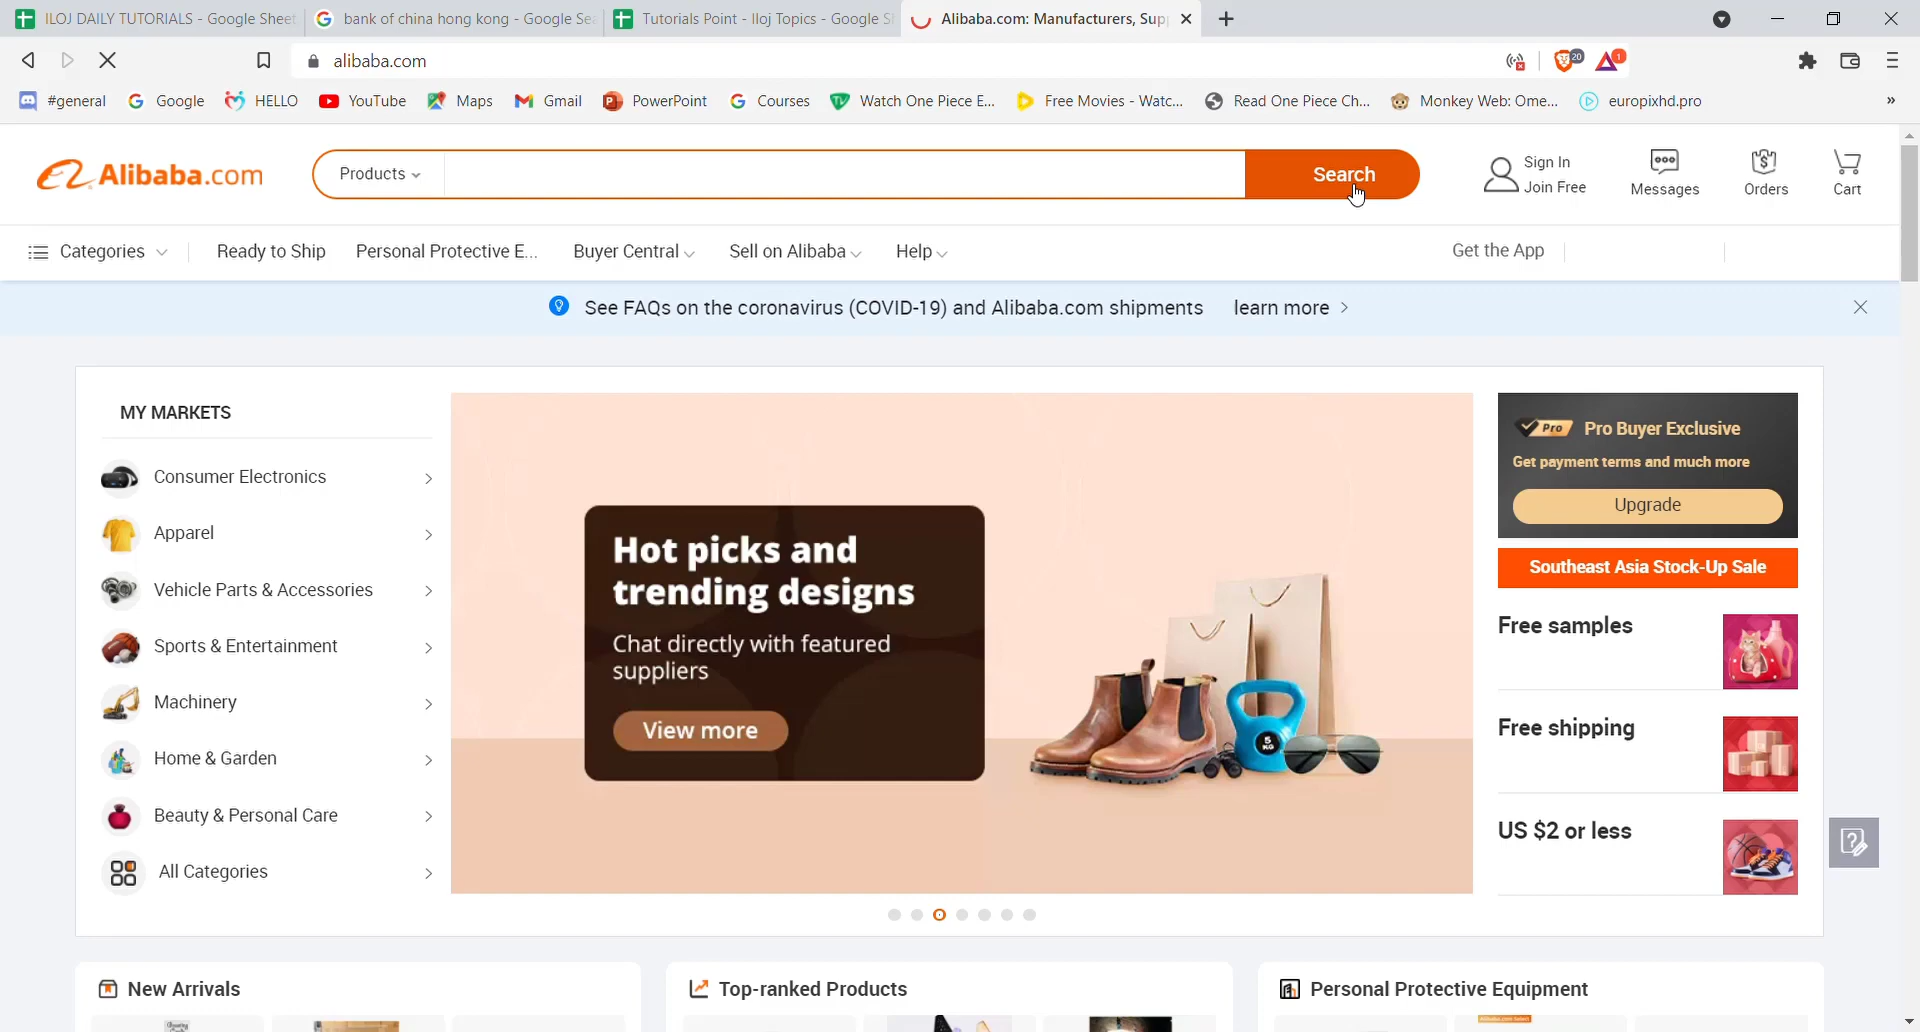 ILOJ DAILY TUTORIALS - Google Sheet
bank of china hong kong - Google Se
Tutorials Point - Iloj Topics - Google S
Alibaba.com: Manufacturers, Sup
alibaba.com
20
1
#general
Google
HELLO
YouTube
Maps
Gmail
PowerPoint
Courses
Watch One Piece E...
Free Movies - Watc...
Read One Piece Ch...
Monkey Web: Ome...
europixhd.pro
Alibaba.com
Products
Search
Sign In
Join Free
Messages
Orders
Cart
Categories
Ready to Ship
Personal Protective E...
Buyer Central
Sell on Alibaba
Help
Get the App
See FAQs on the coronavirus (COVID-19) and Alibaba.com shipments learn more
MY MARKETS
Consumer Electronics
Apparel
Vehicle Parts & Accessories
Sports & Entertainment
Machinery
Home & Garden
Beauty & Personal Care
All Categories
Hot picks and
trending designs
Chat directly with featured
suppliers
View more
5
KG
Pro Pro Buyer Exclusive
Get payment terms and much more
Upgrade
Southeast Asia Stock-Up Sale
Free samples
Free shipping
US $2 or less
New Arrivals
Top-ranked Products
Personal Protective Equipment